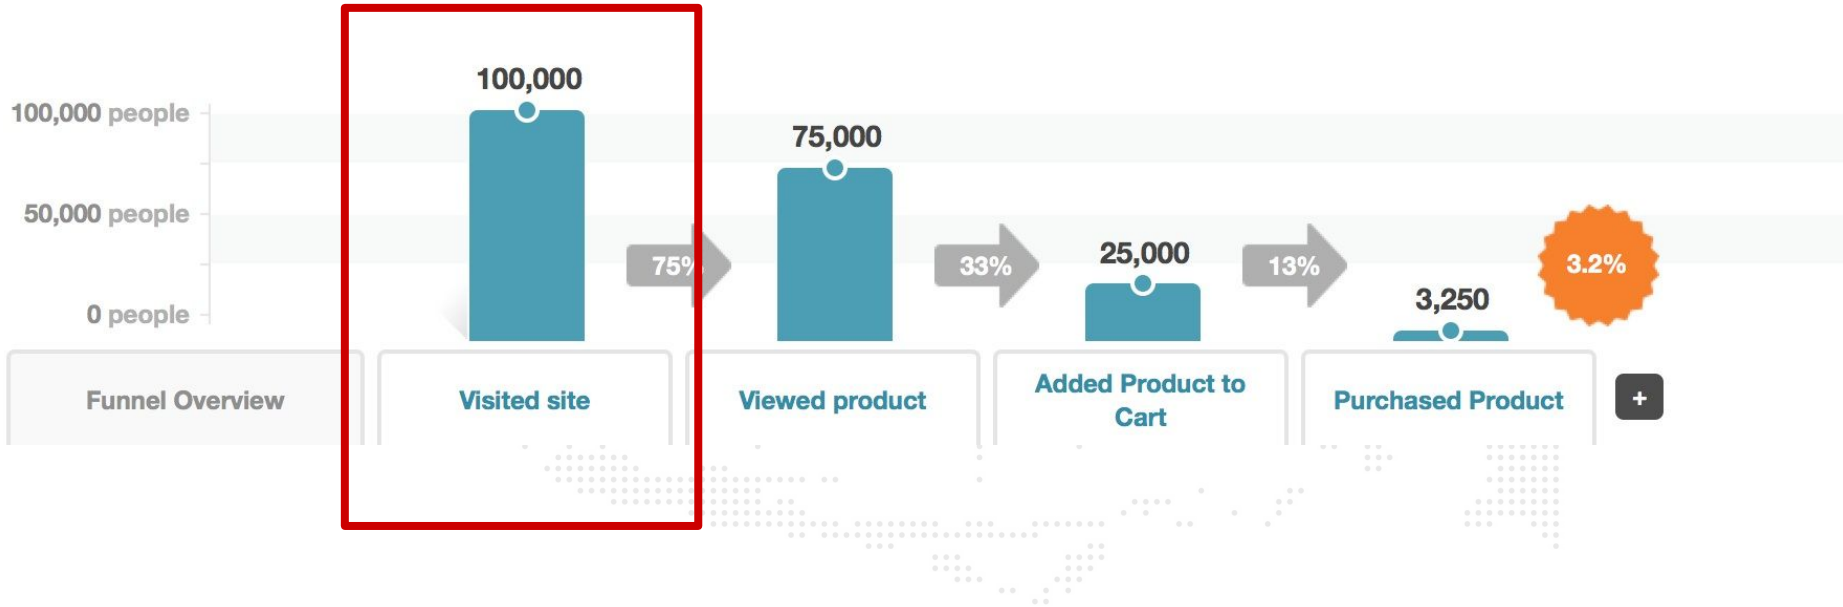 100,000
100,000 people
75,000
50,000 people
75%
33%
25,000
13%
3.2%
3,250
0 people
Funnel Overview
Visited site
Viewed product
Added Product to
Cart
Purchased Product
+